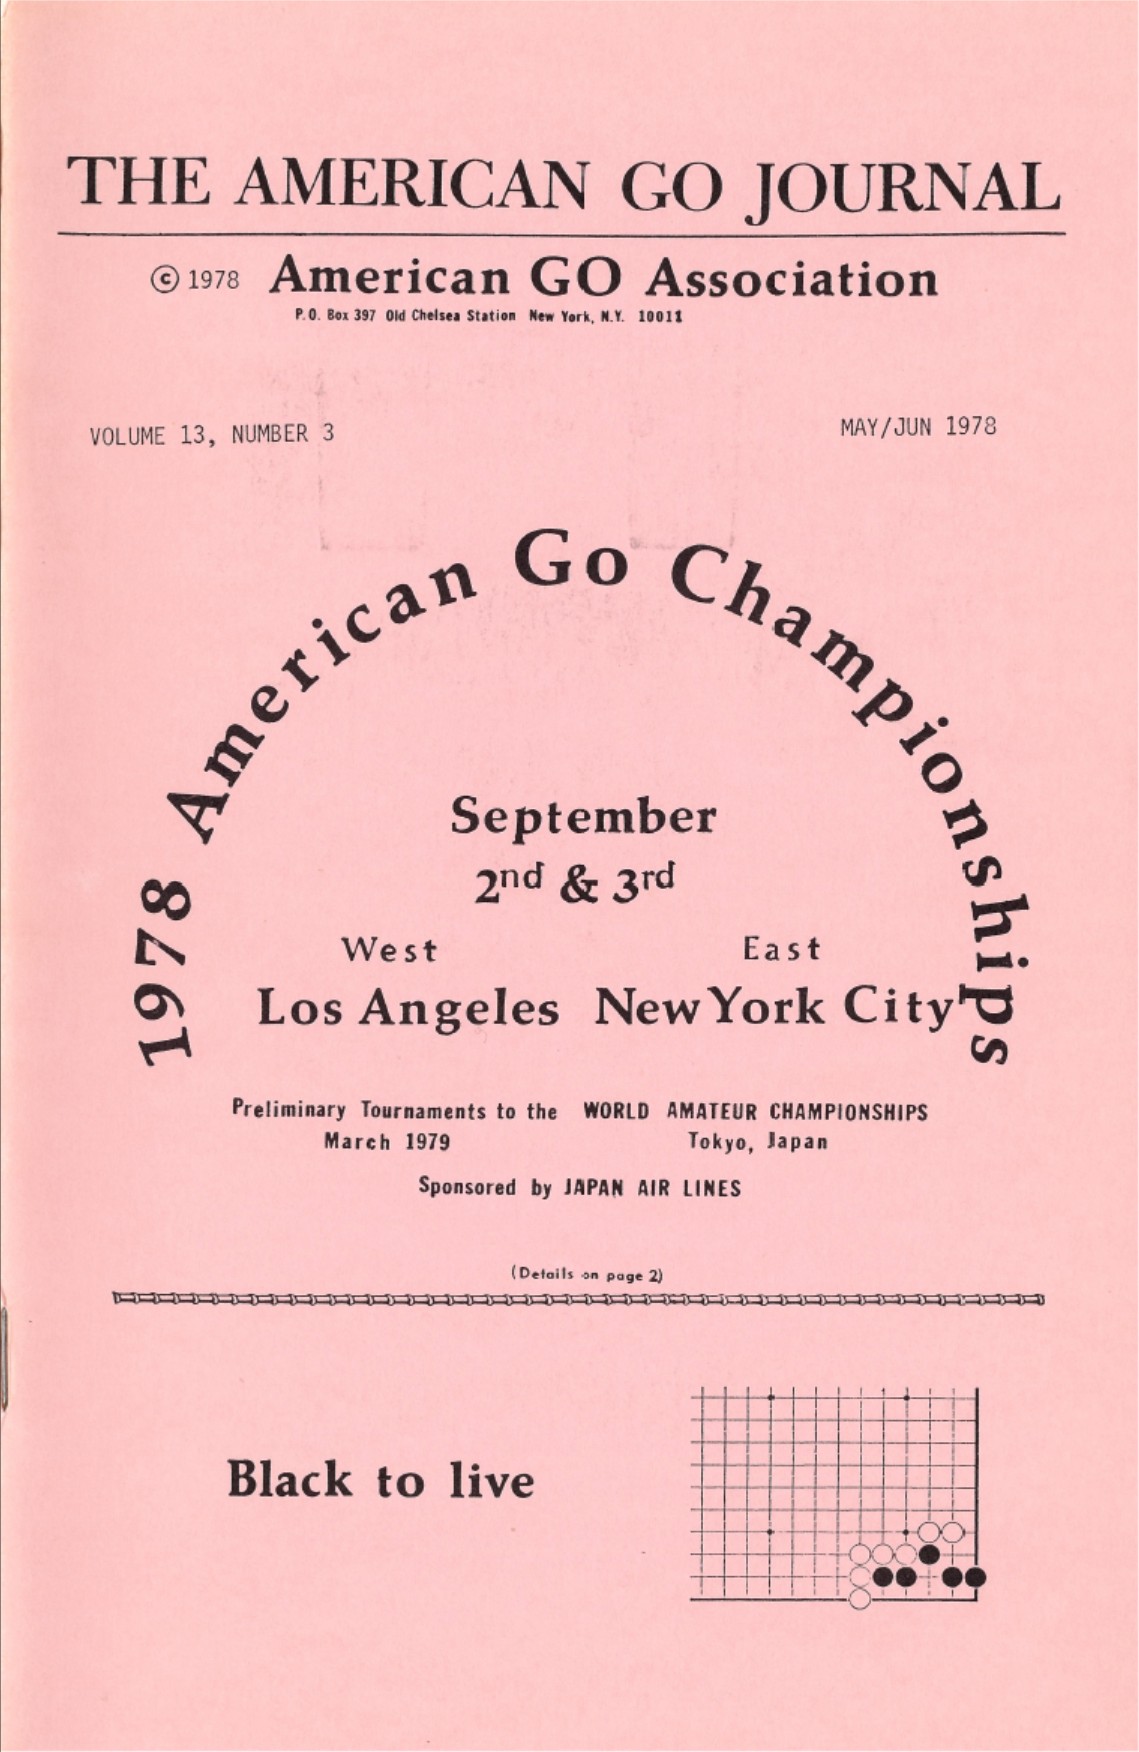 THE AMERICAN GO JOURNAL
© 1978 American GO Association
P.O. Box 397 Old Chelsea Station New York, N.Y. 10011
VOLUME 13, NUMBER 3
MAY/JUN 1978
1978 American Go Championships
September
2nd & 3rd
West East
Los Angeles New York City
Preliminary Tournaments to the WORLD AMATEUR CHAMPIONSHIPS
March 1979 Tokyo, Japan
Sponsored by JAPAN AIR LINES
(Details on page 2)
Black to live